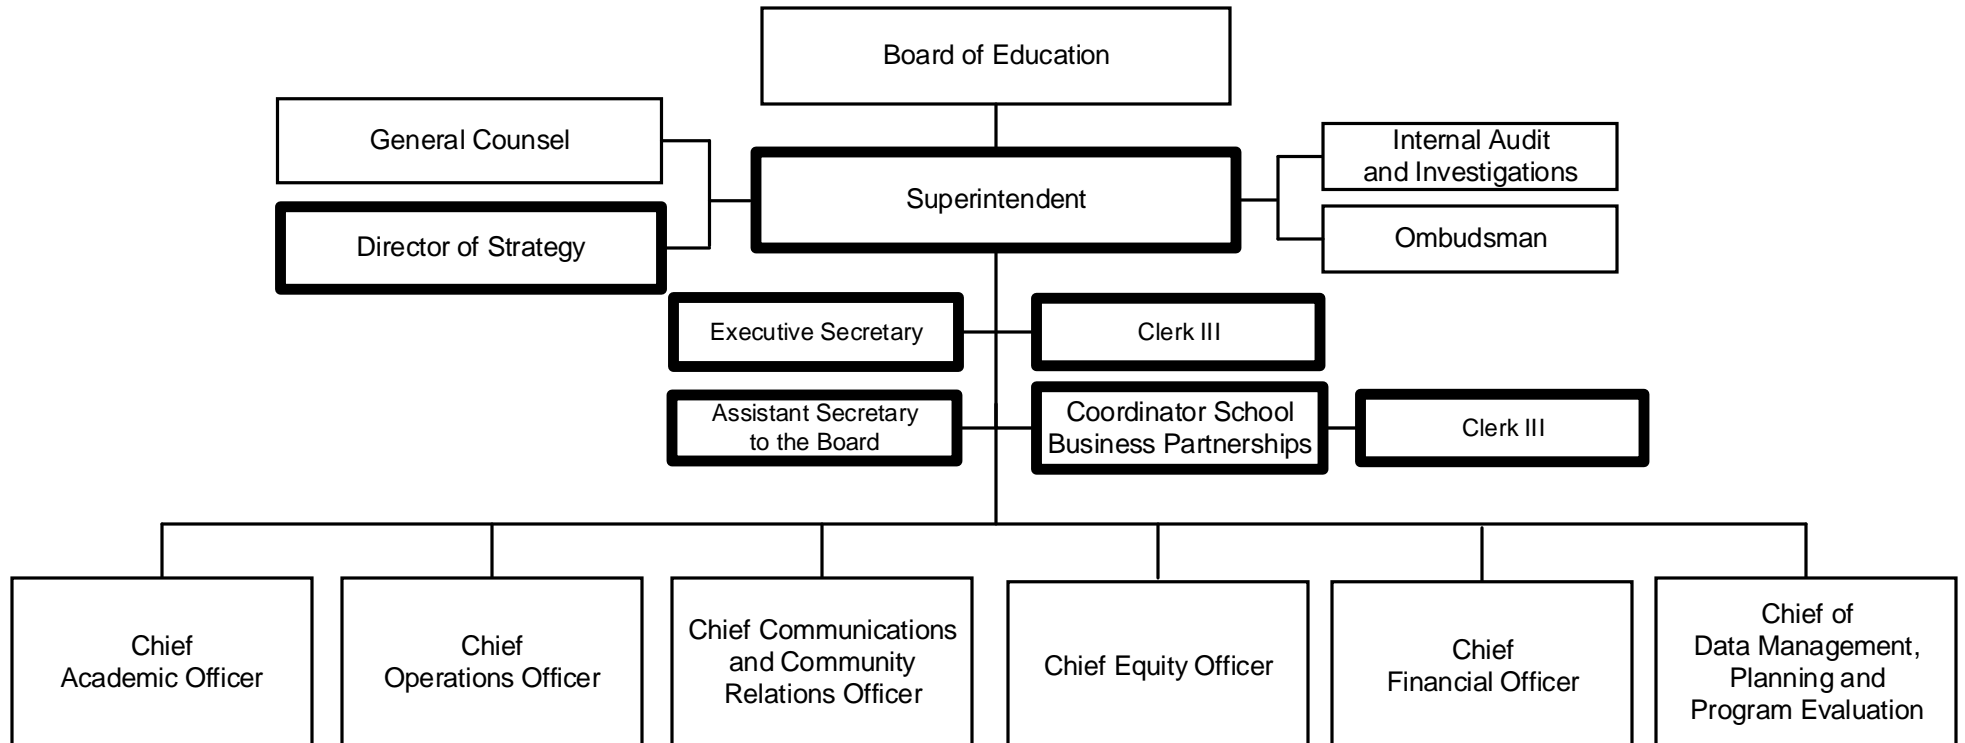 Board of Education
General Counsel
Internal Audit
and Investigations
Superintendent
Director of Strategy
Ombudsman
Executive Secretary
Clerk III
Assistant Secretary
to the Board
Coordinator School
Business Partnerships
Clerk III
Chief
Academic Officer
Chief
Operations Officer
Chief Communications
and Community
Relations Officer
Chief Equity Officer
Chief
Financial Officer
Chief of
Data Management,
Planning and
Program Evaluation